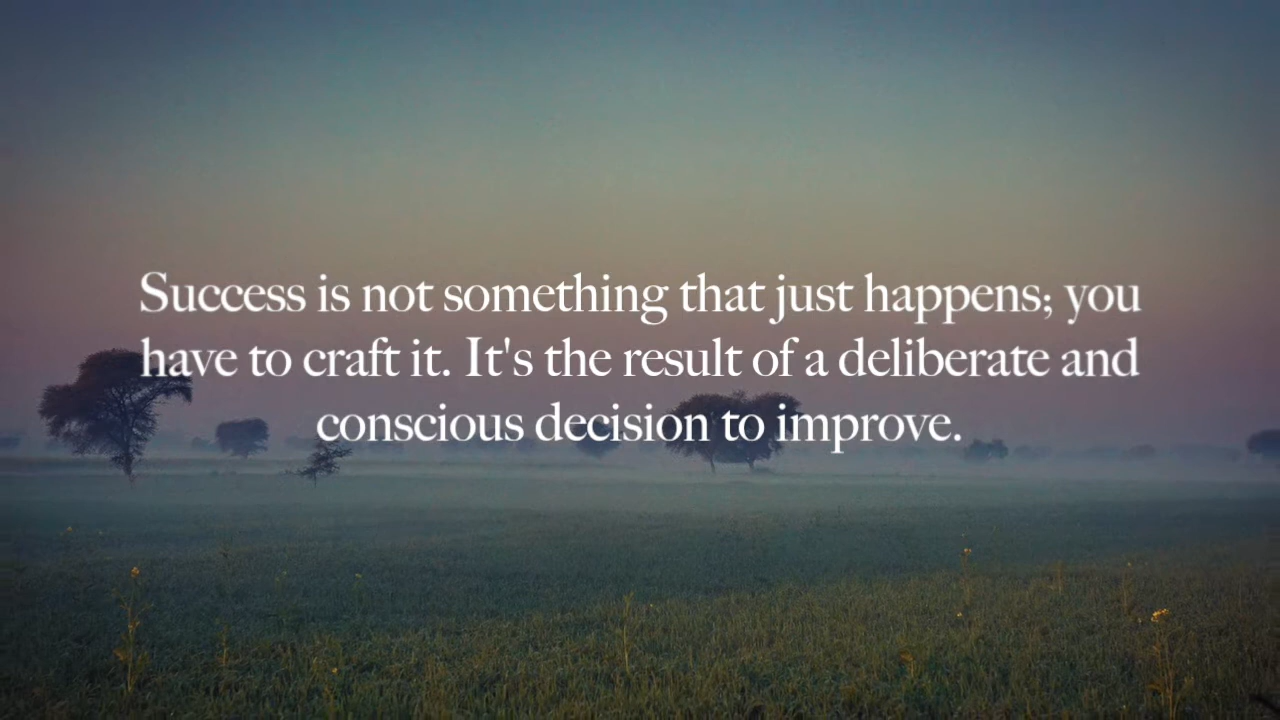 Success is not something that just happens; you
have to craft it. It's the result of a deliberate and
conscious decision to improve.